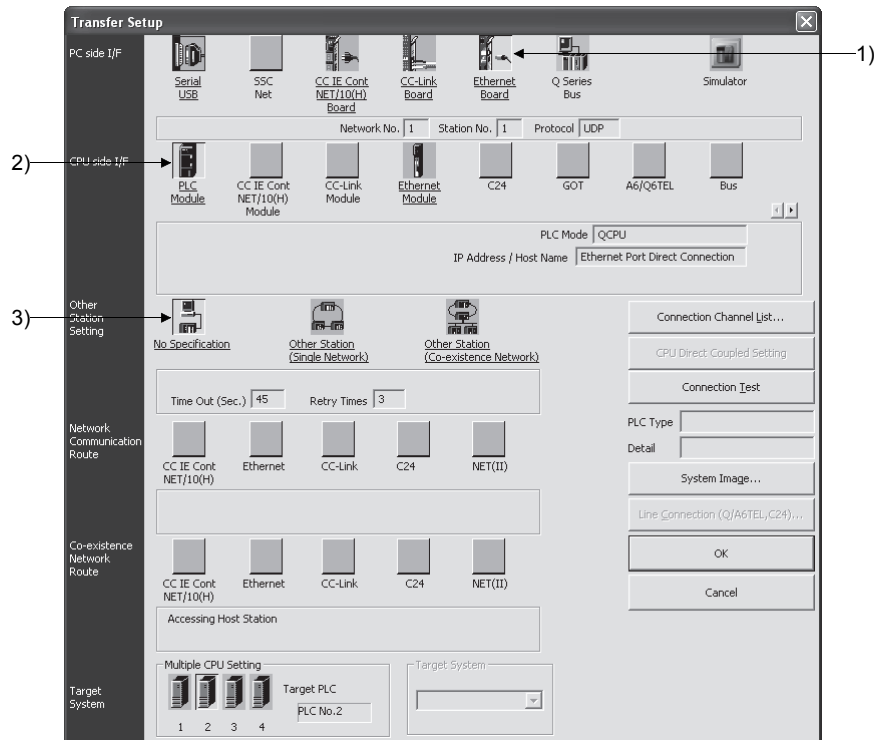 Transfer Setup
PC side I/F
Serial
USB
SSC
Net
CC IE Cont
NET/10(H)
Board
CC-Link
Board
Ethernet
Board
Q Series
Bus
Simulator
1)
Network No. 1 Station No. 1 Protocol UDP
2)
CPU side I/F
PLC
Module
CC IE Cont
NET/10(H)
Module
CC-Link
Module
Ethernet
Module
C24
GOT
A6/Q6TEL
Bus
PLC Mode QCPU
IP Address / Host Name Ethernet Port Direct Connection
3)
Other
Station
Setting
No Specification
Other Station
(Single Network)
Other Station
(Co-existence Network)
Time Out (Sec.) 45 Retry Times 3
Connection Channel List...
CPU Direct Coupled Setting
Connection Test
PLC Type
Detail
System Image...
Line Connection (Q/A6TEL,C24)...
OK
Cancel
Network
Communication
Route
CC IE Cont
NET/10(H)
Ethernet
CC-Link
C24
NET(II)
Co-existence
Network
Route
CC IE Cont
NET/10(H)
Ethernet
CC-Link
C24
NET(II)
Accessing Host Station
Target
System
Multiple CPU Setting
1 2 3 4
Target PLC
PLC No.2
Target System